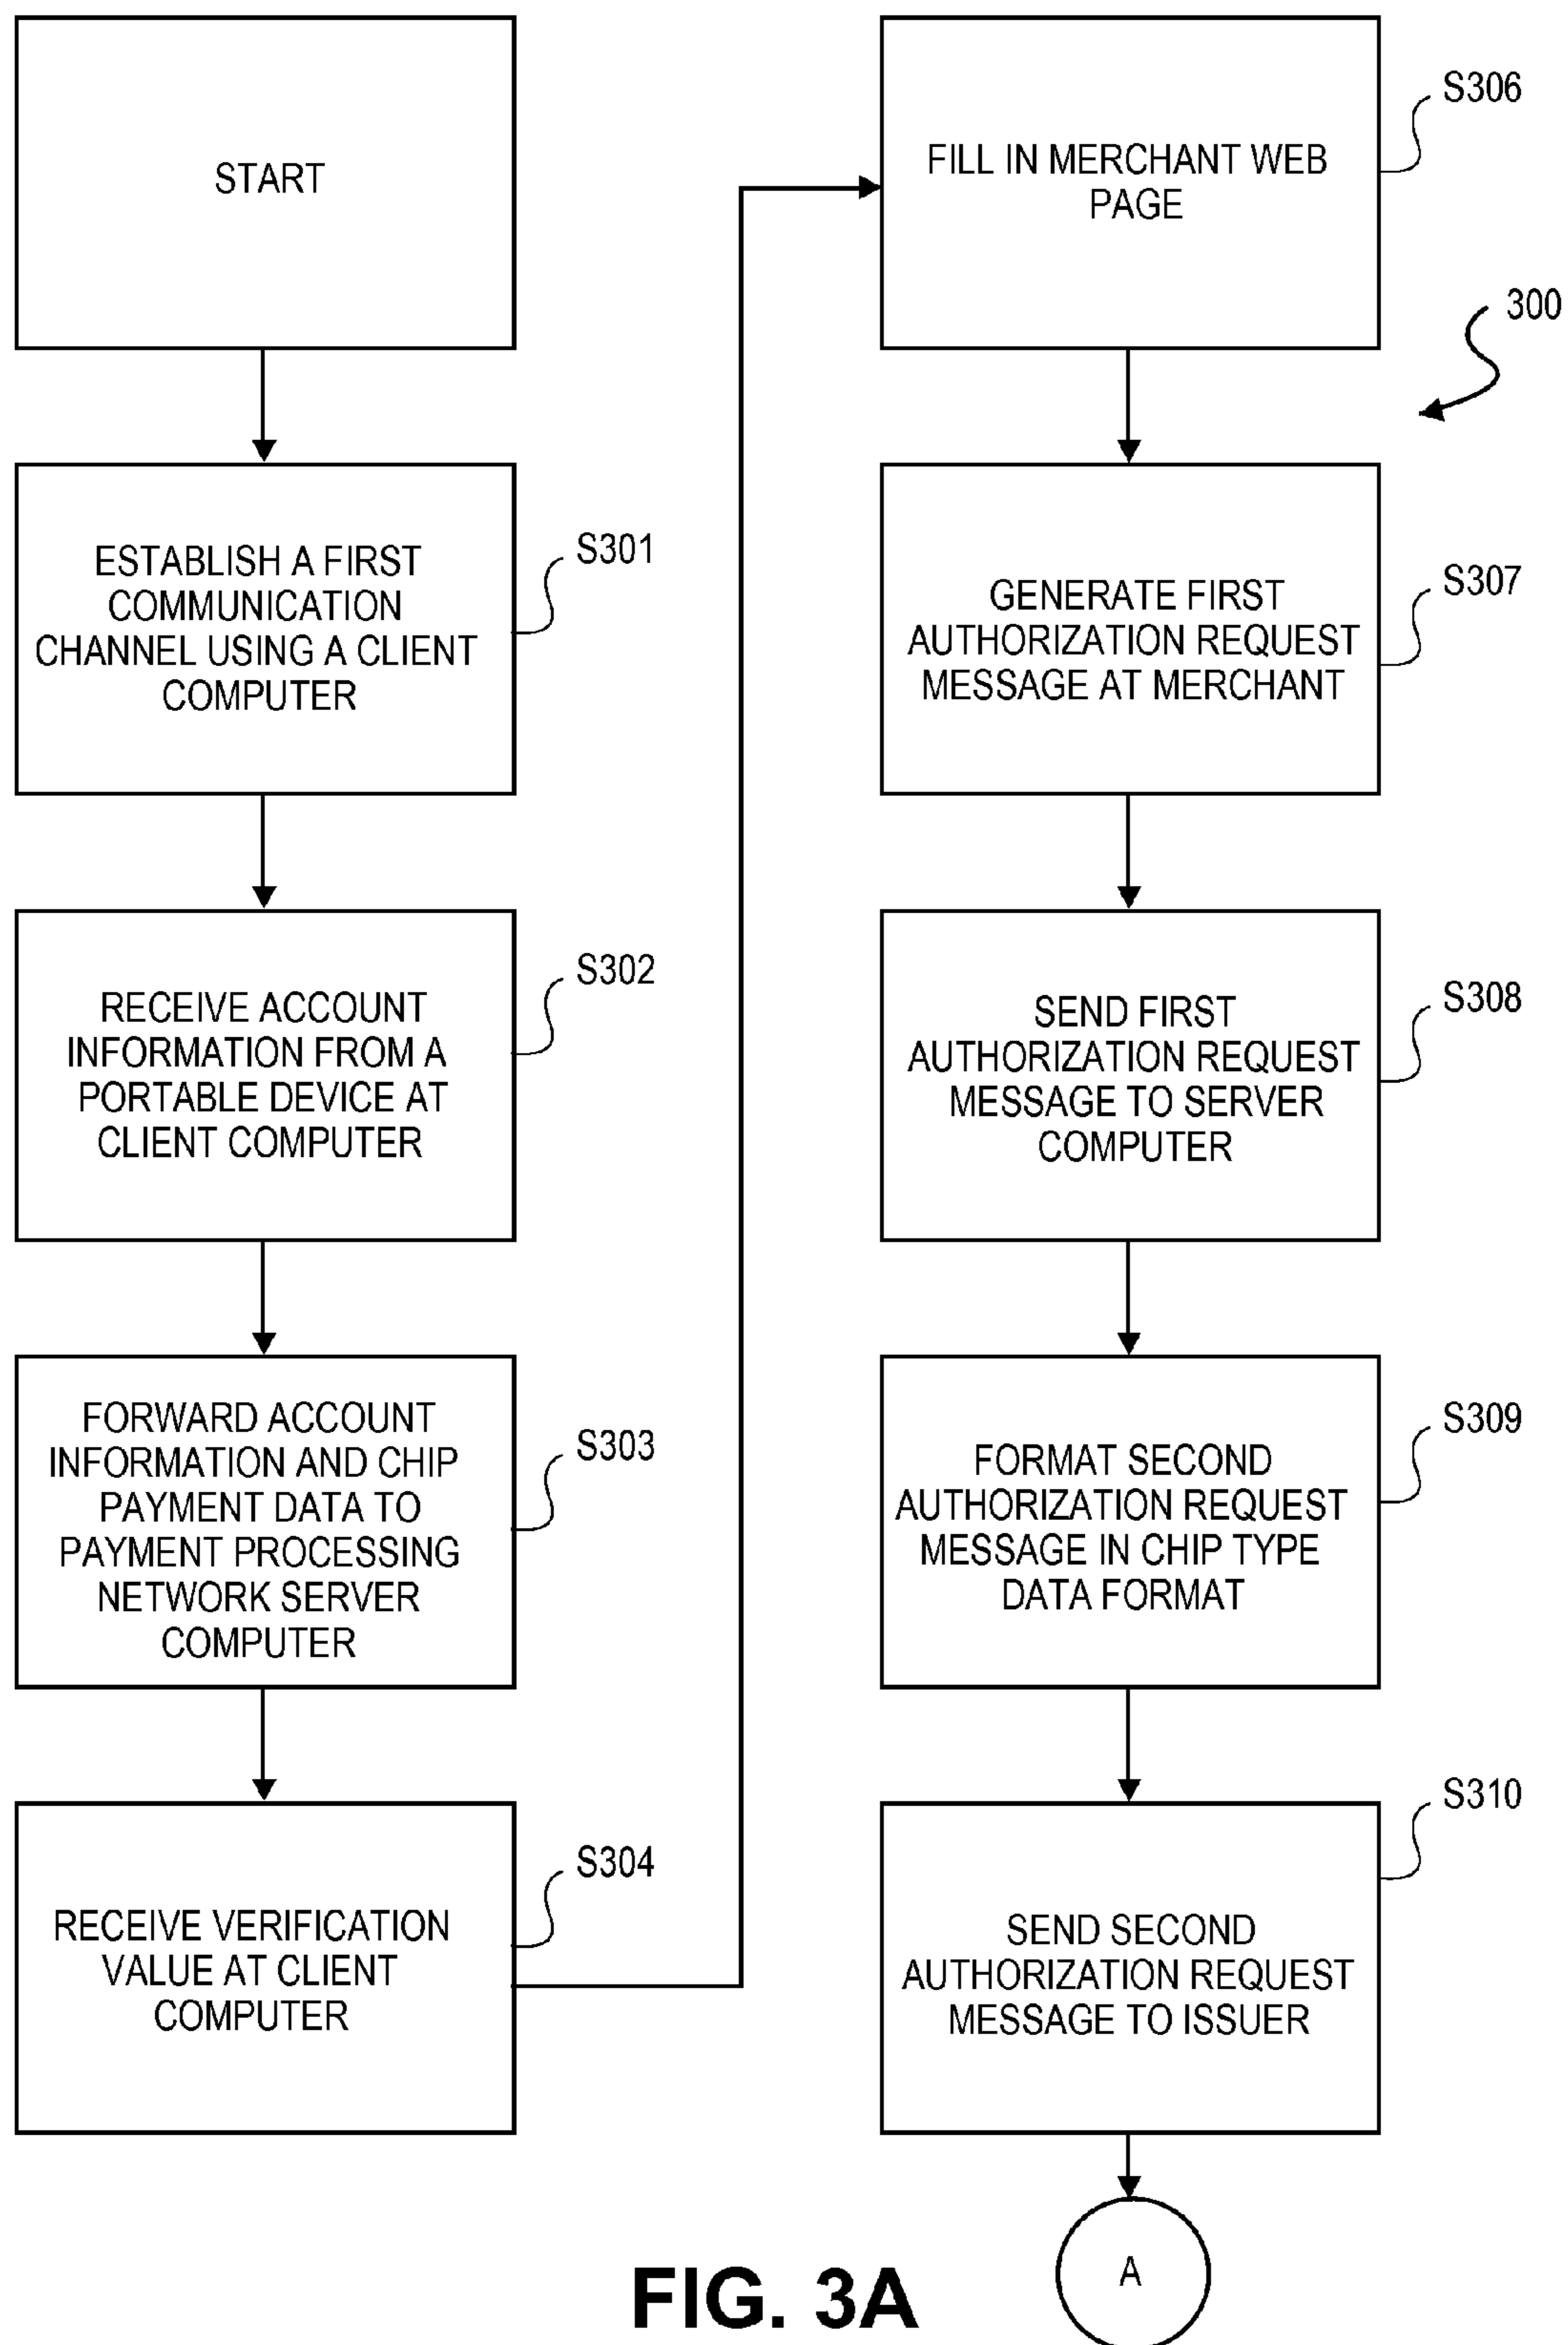 START
ESTABLISH A FIRST
COMMUNICATION
CHANNEL USING A CLIENT
COMPUTER
S301
RECEIVE ACCOUNT
INFORMATION FROM A
PORTABLE DEVICE AT
CLIENT COMPUTER
S302
FORWARD ACCOUNT
INFORMATION AND CHIP
PAYMENT DATA TO
PAYMENT PROCESSING
NETWORK SERVER
COMPUTER
S303
RECEIVE VERIFICATION
VALUE AT CLIENT
COMPUTER
S304
FILL IN MERCHANT WEB
PAGE
S306
300
GENERATE FIRST
AUTHORIZATION REQUEST
MESSAGE AT MERCHANT
S307
SEND FIRST
AUTHORIZATION REQUEST
MESSAGE TO SERVER
COMPUTER
S308
FORMAT SECOND
AUTHORIZATION REQUEST
MESSAGE IN CHIP TYPE
DATA FORMAT
S309
SEND SECOND
AUTHORIZATION REQUEST
MESSAGE TO ISSUER
S310
A
FIG. 3A